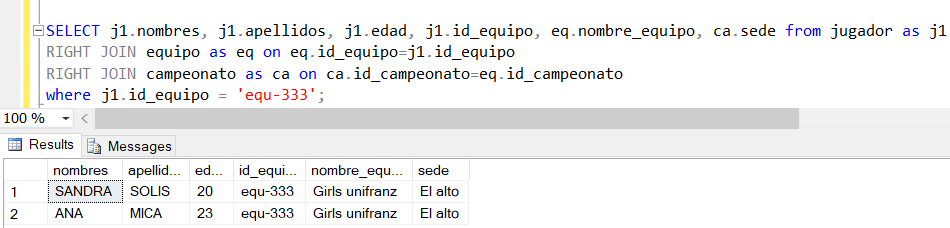 SELECT j1.nombres, j1.apellidos, j1.edad, j1.id_equipo, eq.nombre_equipo, ca.sede from jugador as j1
RIGHT JOIN equipo as eq on eq.id_equipo=j1.id_equipo
RIGHT JOIN campeonato as ca on ca.id_campeonato=eq.id_campeonato
where j1.id_equipo = 'equ-333';
100 %
Results Messages
nombres apellid... ed... id_equi... nombre_equ... sede
1 SANDRA SOLIS 20 equ-333 Girls unifranz El alto
2 ANA MICA 23 equ-333 Girls unifranz El alto